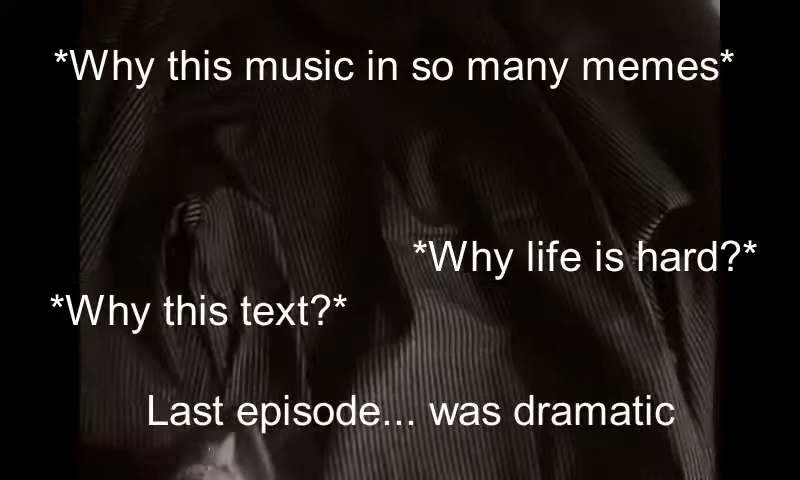 *Why this music in so many memes*
*Why life is hard?*
*Why this text?*
Last episode... was dramatic